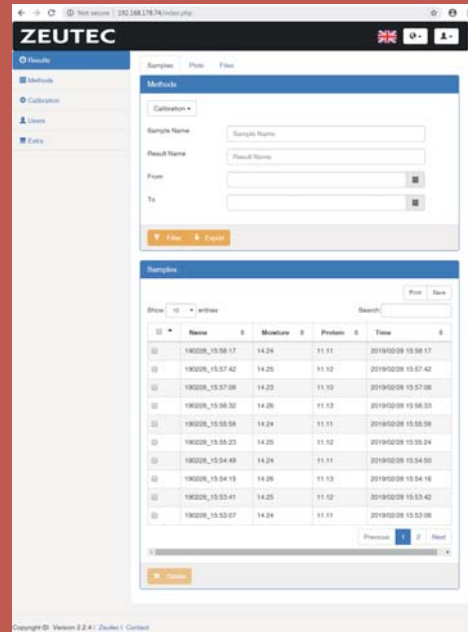 Not secure | 192.168.178.74/index.php
ZEUTEC
Results
Methods
Calibration
Users
Extra
Samples Plots Files
Methods
Calibration
Sample Name Sample Name
Result Name Result Name
From
To
Filter Export
Samples
Print Save
Show 10 entries Search:
Name Moisture Protein Time
190228_15:58:17 14.24 11.11 2019/02/28 15:58:17
190228_15:57:42 14.25 11.12 2019/02/28 15:57:42
190228_15:57:08 14.23 11.10 2019/02/28 15:57:08
190228_15:56:32 14.26 11.13 2019/02/28 15:56:33
190228_15:55:58 14.24 11.11 2019/02/28 15:55:58
190228_15:55:23 14.25 11.12 2019/02/28 15:55:24
190228_15:54:49 14.24 11.11 2019/02/28 15:54:50
190228_15:54:15 14.26 11.13 2019/02/28 15:54:16
190228_15:53:41 14.25 11.12 2019/02/28 15:53:42
190228_15:53:07 14.24 11.11 2019/02/28 15:53:08
Previous 1 2 Next
Delete
Copyright ©. Version 2.2.4 | Zeutec | Contact